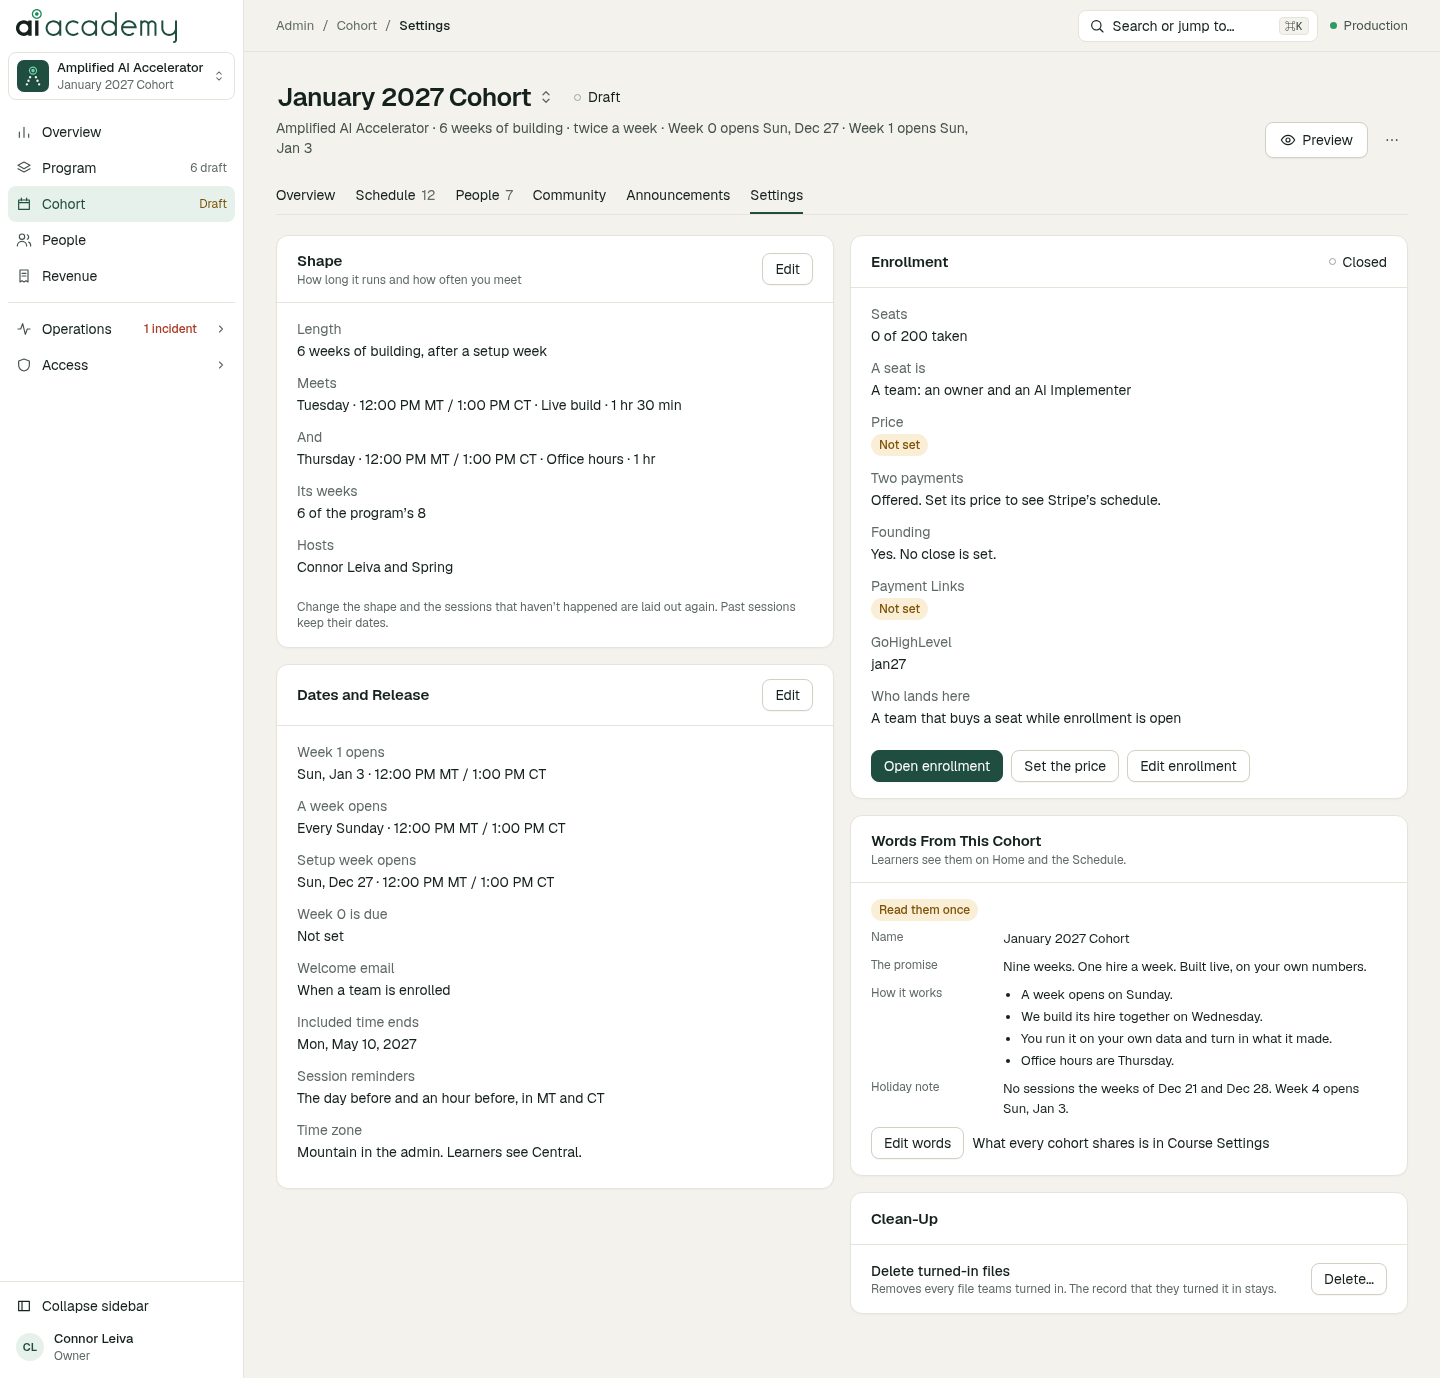 ai academy
Amplified AI Accelerator
January 2027 Cohort
Overview
Program 6 draft
Cohort Draft
People
Revenue
Operations 1 incident
Access
Collapse sidebar
CL
Connor Leiva
Owner
Admin / Cohort / Settings
Search or jump to… ⌘K
Production
January 2027 Cohort
Draft
Amplified AI Accelerator · 6 weeks of building · twice a week · Week 0 opens Sun, Dec 27 · Week 1 opens Sun,
Jan 3
Preview
Overview Schedule 12 People 7 Community Announcements Settings
Shape
How long it runs and how often you meet
Edit
Length
6 weeks of building, after a setup week
Meets
Tuesday · 12:00 PM MT / 1:00 PM CT · Live build · 1 hr 30 min
And
Thursday · 12:00 PM MT / 1:00 PM CT · Office hours · 1 hr
Its weeks
6 of the program’s 8
Hosts
Connor Leiva and Spring
Change the shape and the sessions that haven’t happened are laid out again. Past sessions
keep their dates.
Dates and Release
Edit
Week 1 opens
Sun, Jan 3 · 12:00 PM MT / 1:00 PM CT
A week opens
Every Sunday · 12:00 PM MT / 1:00 PM CT
Setup week opens
Sun, Dec 27 · 12:00 PM MT / 1:00 PM CT
Week 0 is due
Not set
Welcome email
When a team is enrolled
Included time ends
Mon, May 10, 2027
Session reminders
The day before and an hour before, in MT and CT
Time zone
Mountain in the admin. Learners see Central.
Enrollment
Closed
Seats
0 of 200 taken
A seat is
A team: an owner and an AI Implementer
Price
Not set
Two payments
Offered. Set its price to see Stripe’s schedule.
Founding
Yes. No close is set.
Payment Links
Not set
GoHighLevel
jan27
Who lands here
A team that buys a seat while enrollment is open
Open enrollment Set the price Edit enrollment
Words From This Cohort
Learners see them on Home and the Schedule.
Read them once
Name January 2027 Cohort
The promise Nine weeks. One hire a week. Built live, on your own numbers.
How it works • A week opens on Sunday.
• We build its hire together on Wednesday.
• You run it on your own data and turn in what it made.
• Office hours are Thursday.
Holiday note No sessions the weeks of Dec 21 and Dec 28. Week 4 opens
Sun, Jan 3.
Edit words What every cohort shares is in Course Settings
Clean-Up
Delete turned-in files
Removes every file teams turned in. The record that they turned it in stays.
Delete…